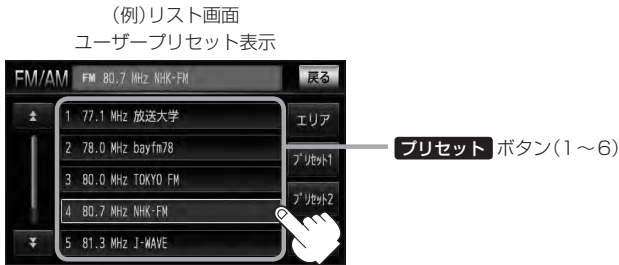 (例)リスト画面
ユーザープリセット表示
FM/AM FM 80.7 MHz NHK-FM 戻る
1 77.1 MHz 放送大学
エリア
2 78.0 MHz bayfm78
プリセット1
プリセット ボタン(1～6)
3 80.0 MHz TOKYO FM
4 80.7 MHz NHK-FM
プリセット2
5 81.3 MHz J-WAVE